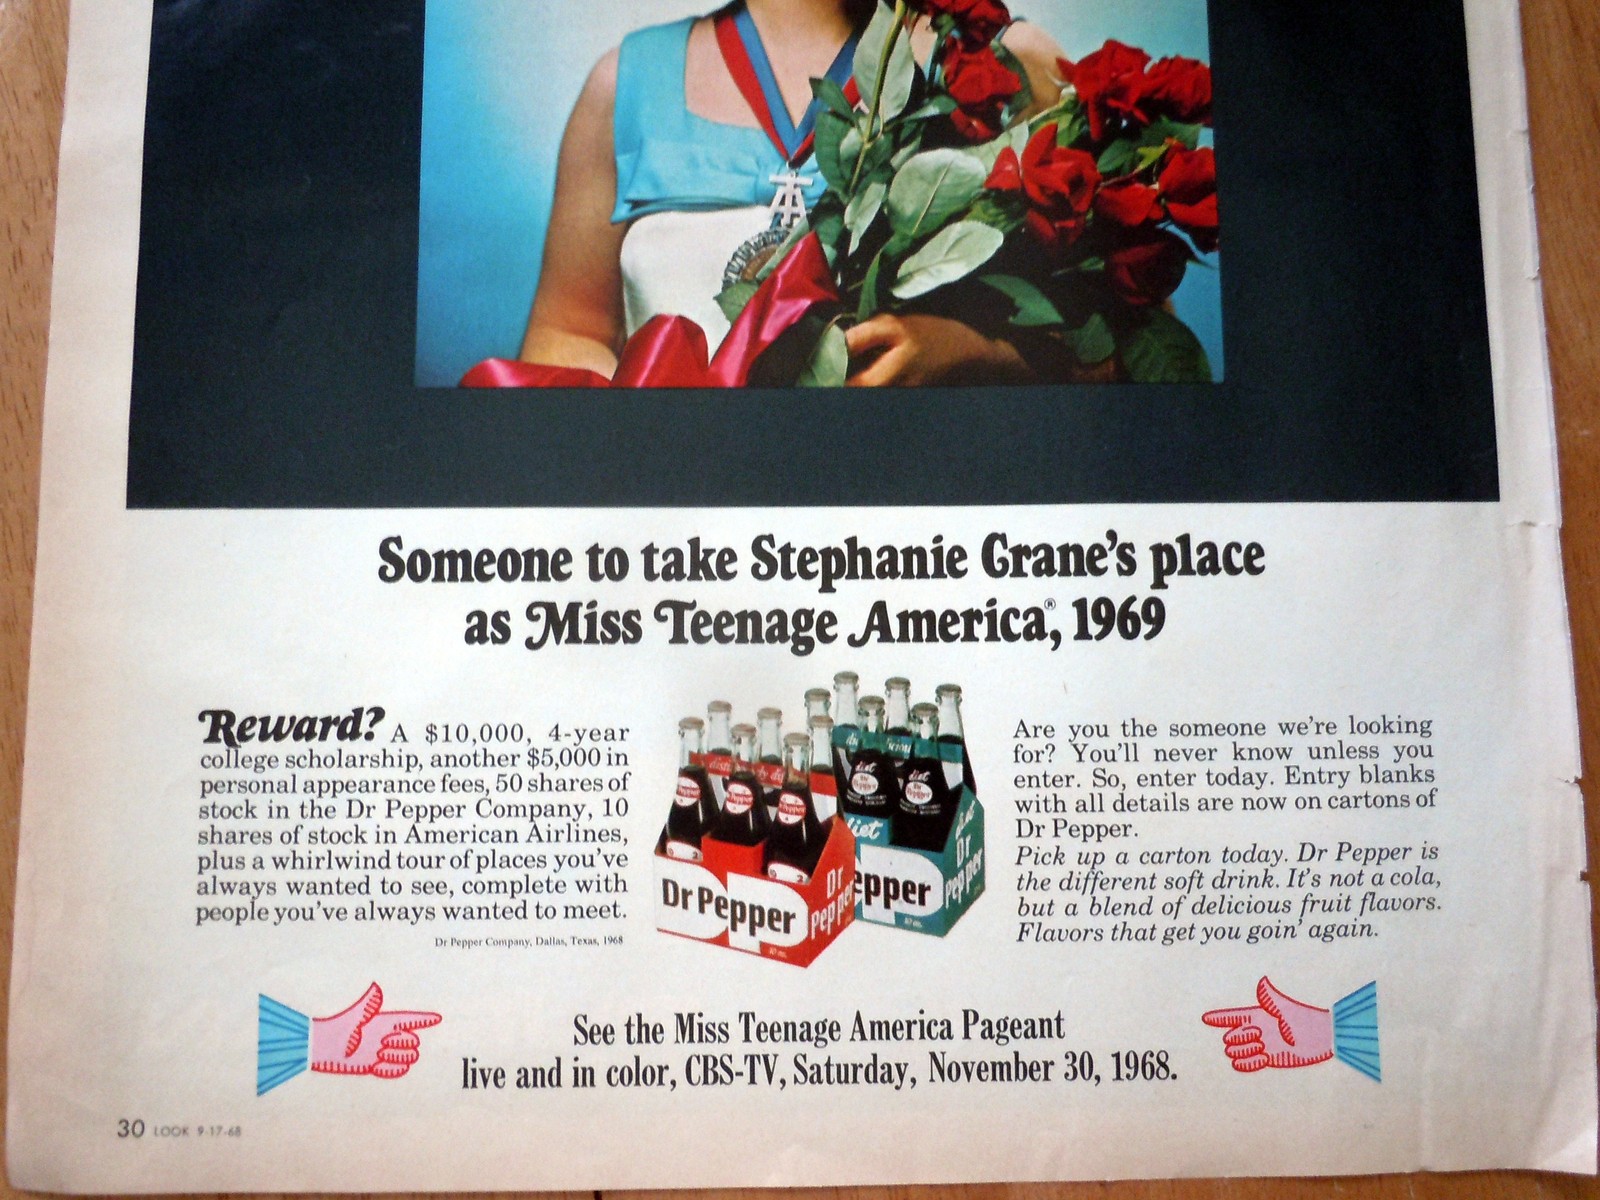 Someone to take Stephanie Crane's place
as Miss Teenage America®, 1969
Reward? A $10,000, 4-year
college scholarship, another $5,000 in
personal appearance fees, 50 shares of
stock in the Dr Pepper Company, 10
shares of stock in American Airlines,
plus a whirlwind tour of places you've
always wanted to see, complete with
people you've always wanted to meet.
Dr Pepper Company, Dallas, Texas, 1968
diet
diet
diet
Dr Pepper
Dr
Pepper
epper
diet
Dr
Pepper
Are you the someone we're looking
for? You'll never know unless you
enter. So, enter today. Entry blanks
with all details are now on cartons of
Dr Pepper.
Pick up a carton today. Dr Pepper is
the different soft drink. It's not a cola,
but a blend of delicious fruit flavors.
Flavors that get you goin' again.
See the Miss Teenage America Pageant
live and in color, CBS-TV, Saturday, November 30, 1968.
30 LOOK 9-17-68